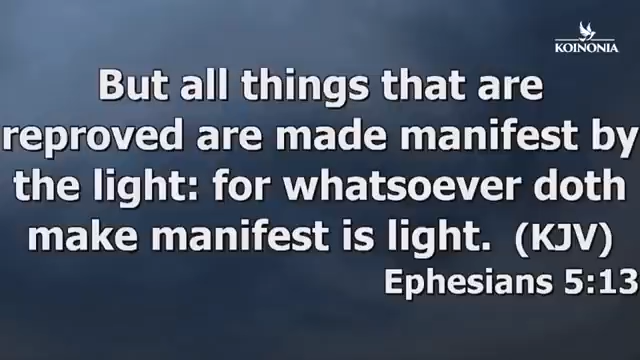 KOINONIA
But all things that are
reproved are made manifest by
the light: for whatsoever doth
make manifest is light. (KJV)
Ephesians 5:13